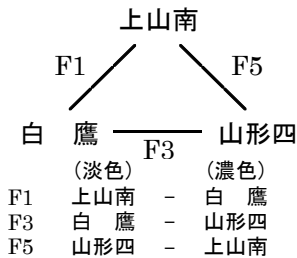 上山南
F1 F5
白　鷹 F3 山形四
(淡色) (濃色)
F1 上山南 － 白　鷹
F3 白　鷹 － 山形四
F5 山形四 － 上山南